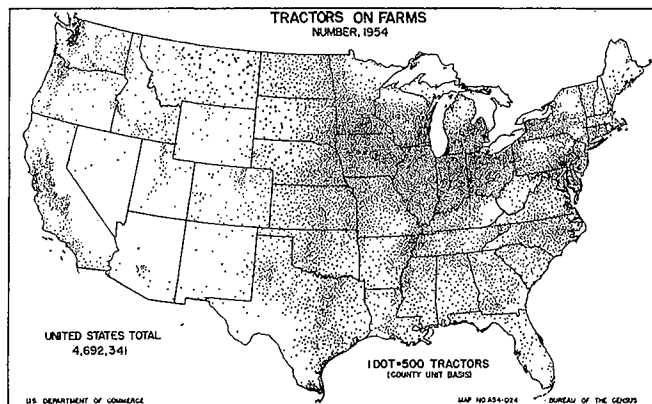 TRACTORS ON FARMS
NUMBER, 1954
UNITED STATES TOTAL
4,692,341
1 DOT=500 TRACTORS
(COUNTY UNIT BASIS)
U.S. DEPARTMENT OF COMMERCE
MAP NO. A54-024
BUREAU OF THE CENSUS